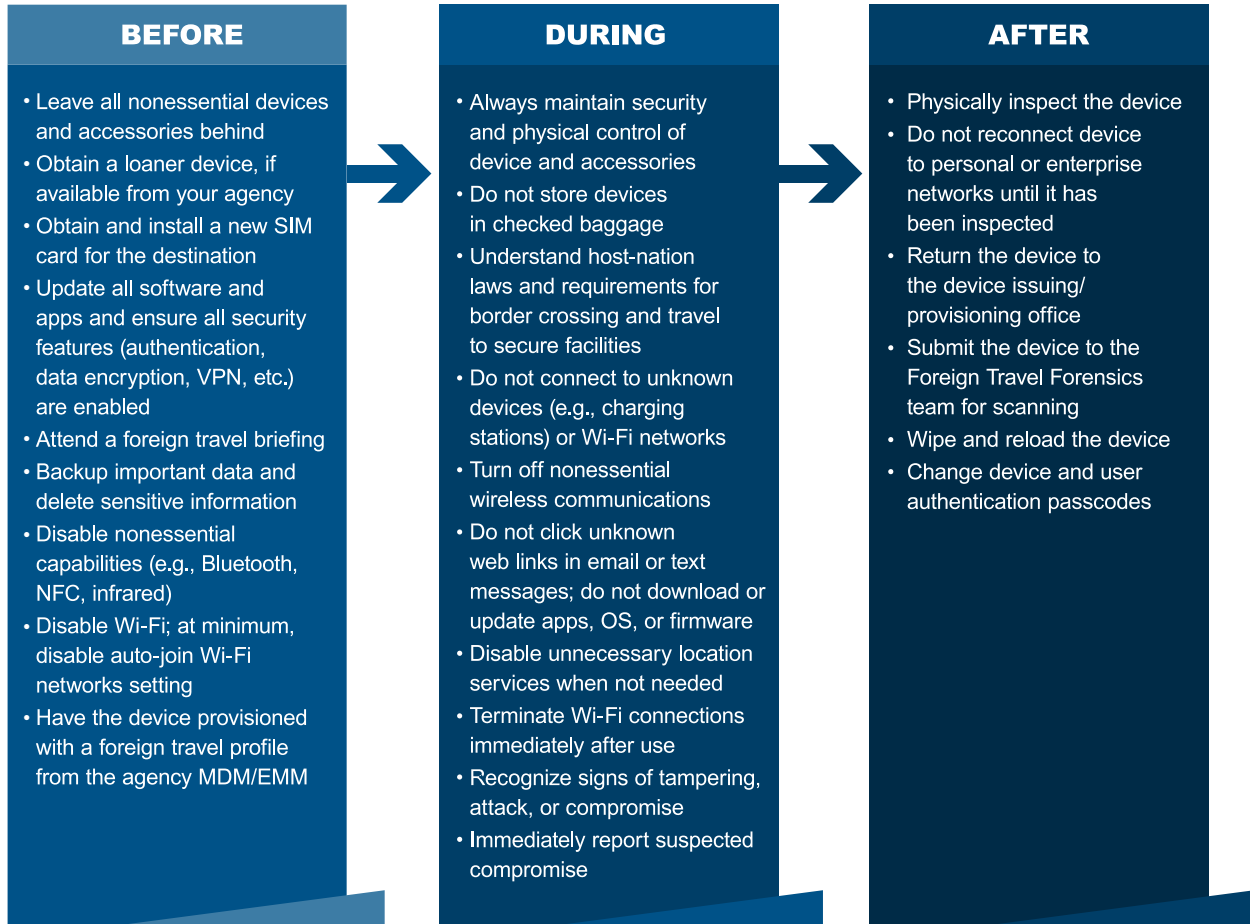 BEFORE
• Leave all nonessential devices
and accessories behind
• Obtain a loaner device, if
available from your agency
• Obtain and install a new SIM
card for the destination
• Update all software and
apps and ensure all security
features (authentication,
data encryption, VPN, etc.)
are enabled
• Attend a foreign travel briefing
• Backup important data and
delete sensitive information
• Disable nonessential
capabilities (e.g., Bluetooth,
NFC, infrared)
• Disable Wi-Fi; at minimum,
disable auto-join Wi-Fi
networks setting
• Have the device provisioned
with a foreign travel profile
from the agency MDM/EMM
DURING
• Always maintain security
and physical control of
device and accessories
• Do not store devices
in checked baggage
• Understand host-nation
laws and requirements for
border crossing and travel
to secure facilities
• Do not connect to unknown
devices (e.g., charging
stations) or Wi-Fi networks
• Turn off nonessential
wireless communications
• Do not click unknown
web links in email or text
messages; do not download or
update apps, OS, or firmware
• Disable unnecessary location
services when not needed
• Terminate Wi-Fi connections
immediately after use
• Recognize signs of tampering,
attack, or compromise
• Immediately report suspected
compromise
AFTER
• Physically inspect the device
• Do not reconnect device
to personal or enterprise
networks until it has
been inspected
• Return the device to
the device issuing/
provisioning office
• Submit the device to the
Foreign Travel Forensics
team for scanning
• Wipe and reload the device
• Change device and user
authentication passcodes